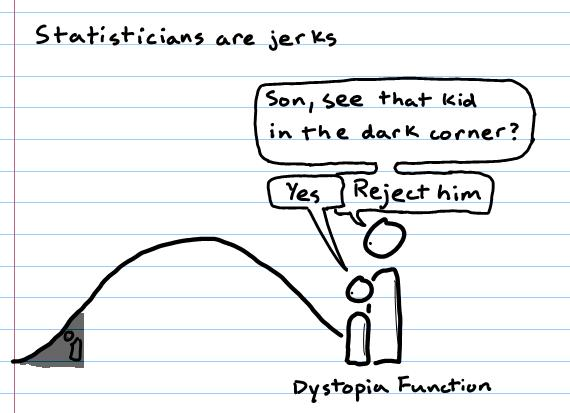 Statisticians are jerks
Son, see that kid
in the dark corner?
Yes
Reject him
Dystopia Function